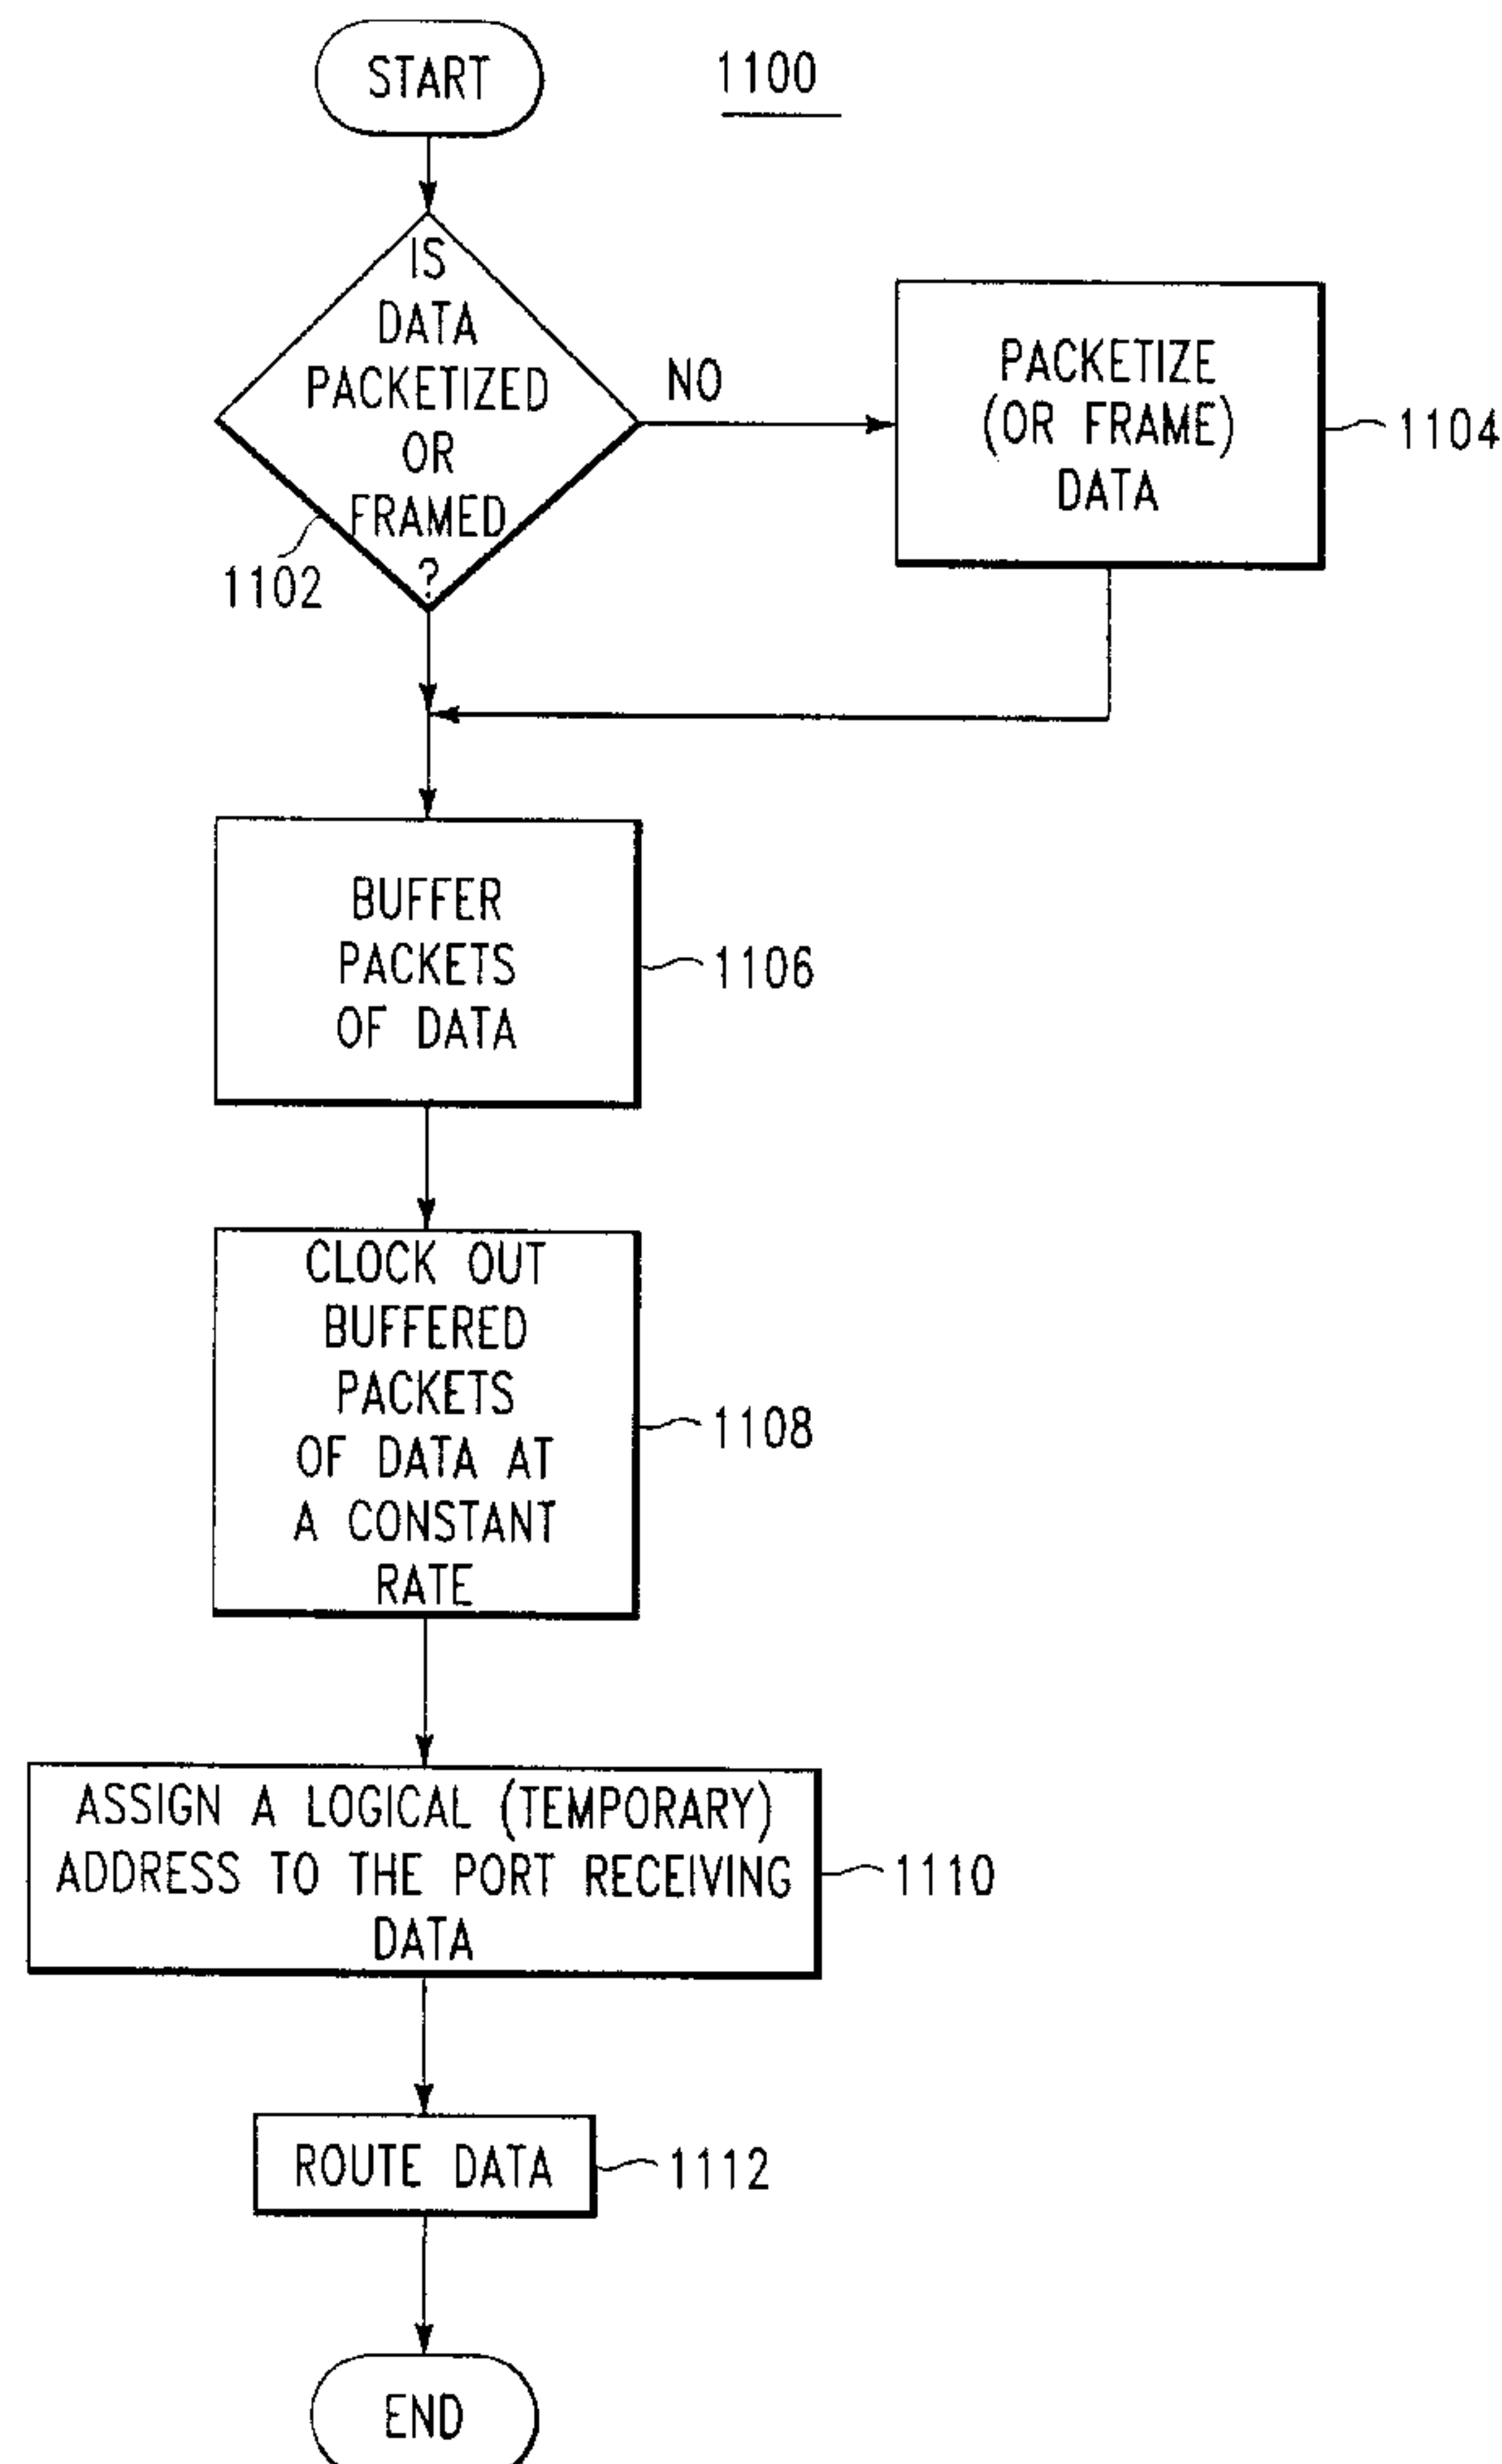 START
1100
IS
DATA
PACKETIZED
OR
FRAMED
?
1102
NO
PACKETIZE
(OR FRAME)
DATA
1104
BUFFER
PACKETS
OF DATA
1106
CLOCK OUT
BUFFERED
PACKETS
OF DATA AT
A CONSTANT
RATE
1108
ASSIGN A LOGICAL (TEMPORARY)
ADDRESS TO THE PORT RECEIVING
DATA
1110
ROUTE DATA
1112
END